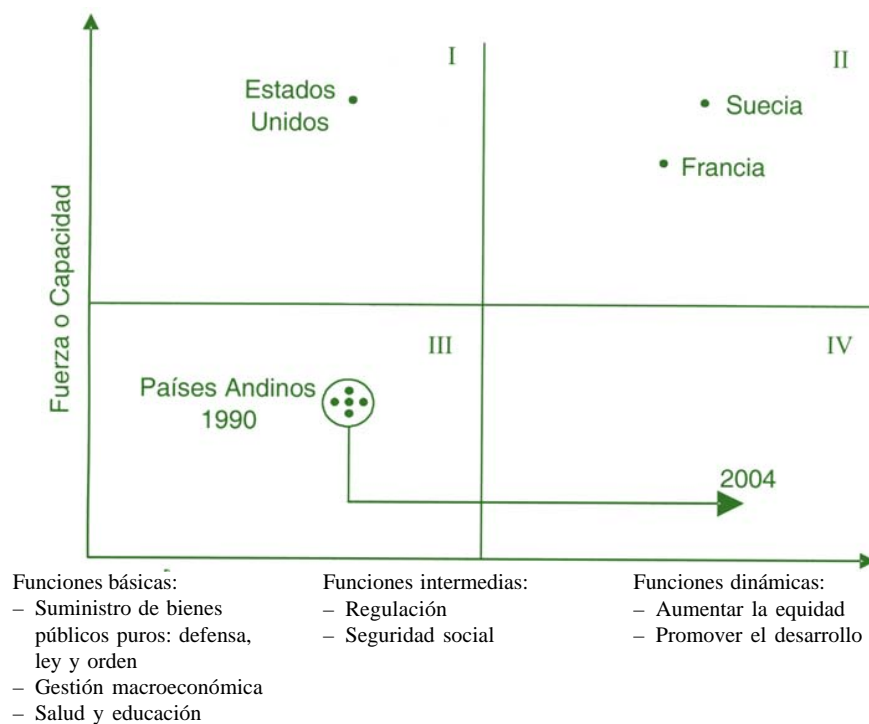 I
II
Estados
Unidos
Suecia
Francia
Fuerza o Capacidad
III
IV
Países Andinos
1990
2004
Funciones básicas:
– Suministro de bienes
públicos puros: defensa,
ley y orden
– Gestión macroeconómica
– Salud y educación
Funciones intermedias:
– Regulación
– Seguridad social
Funciones dinámicas:
– Aumentar la equidad
– Promover el desarrollo